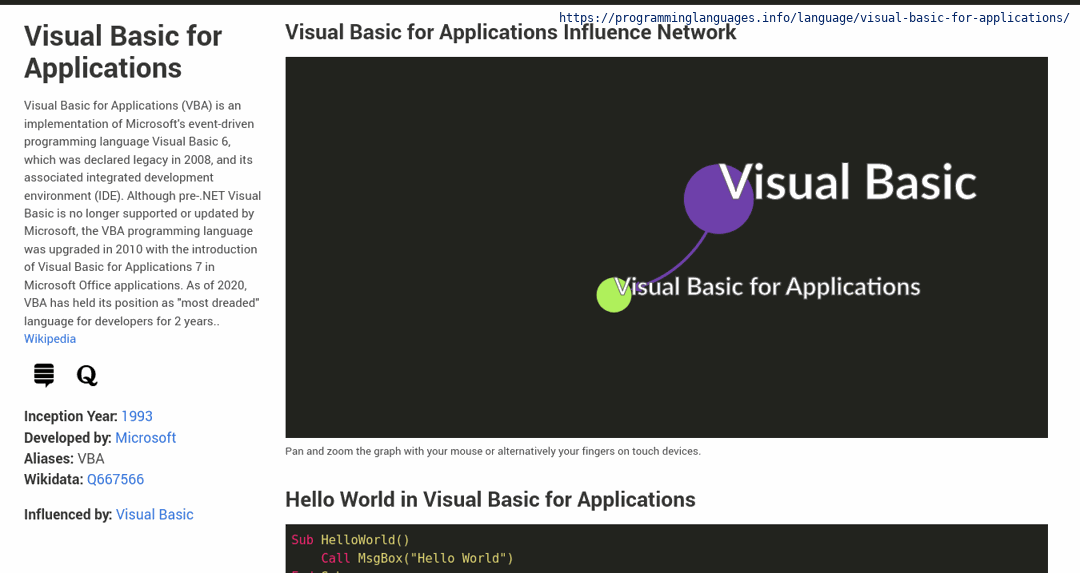 https://programminglanguages.info/language/visual-basic-for-applications/
Visual Basic for
Applications
Visual Basic for Applications (VBA) is an
implementation of Microsoft's event-driven
programming language Visual Basic 6,
which was declared legacy in 2008, and its
associated integrated development
environment (IDE). Although pre-.NET Visual
Basic is no longer supported or updated by
Microsoft, the VBA programming language
was upgraded in 2010 with the introduction
of Visual Basic for Applications 7 in
Microsoft Office applications. As of 2020,
VBA has held its position as "most dreaded"
language for developers for 2 years..
Wikipedia
Inception Year: 1993
Developed by: Microsoft
Aliases: VBA
Wikidata: Q667566
Influenced by: Visual Basic
Visual Basic for Applications Influence Network
Visual Basic
Visual Basic for Applications
Pan and zoom the graph with your mouse or alternatively your fingers on touch devices.
Hello World in Visual Basic for Applications
Sub HelloWorld()
    Call MsgBox("Hello World")